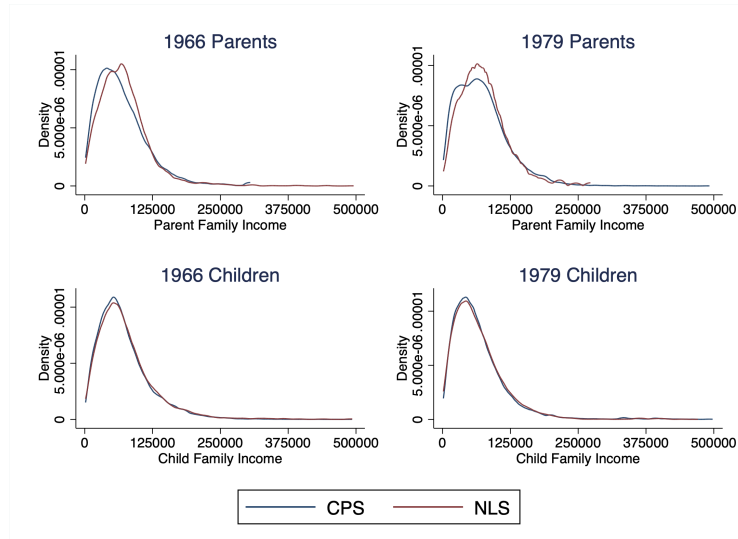 1966 Parents
Density
0 5.000e-06 .00001
0 125000 250000 375000 500000
Parent Family Income
1979 Parents
Density
0 5.000e-06 .00001
0 125000 250000 375000 500000
Parent Family Income
1966 Children
Density
0 5.000e-06 .00001
0 125000 250000 375000 500000
Child Family Income
1979 Children
Density
0 5.000e-06 .00001
0 125000 250000 375000 500000
Child Family Income
CPS NLS